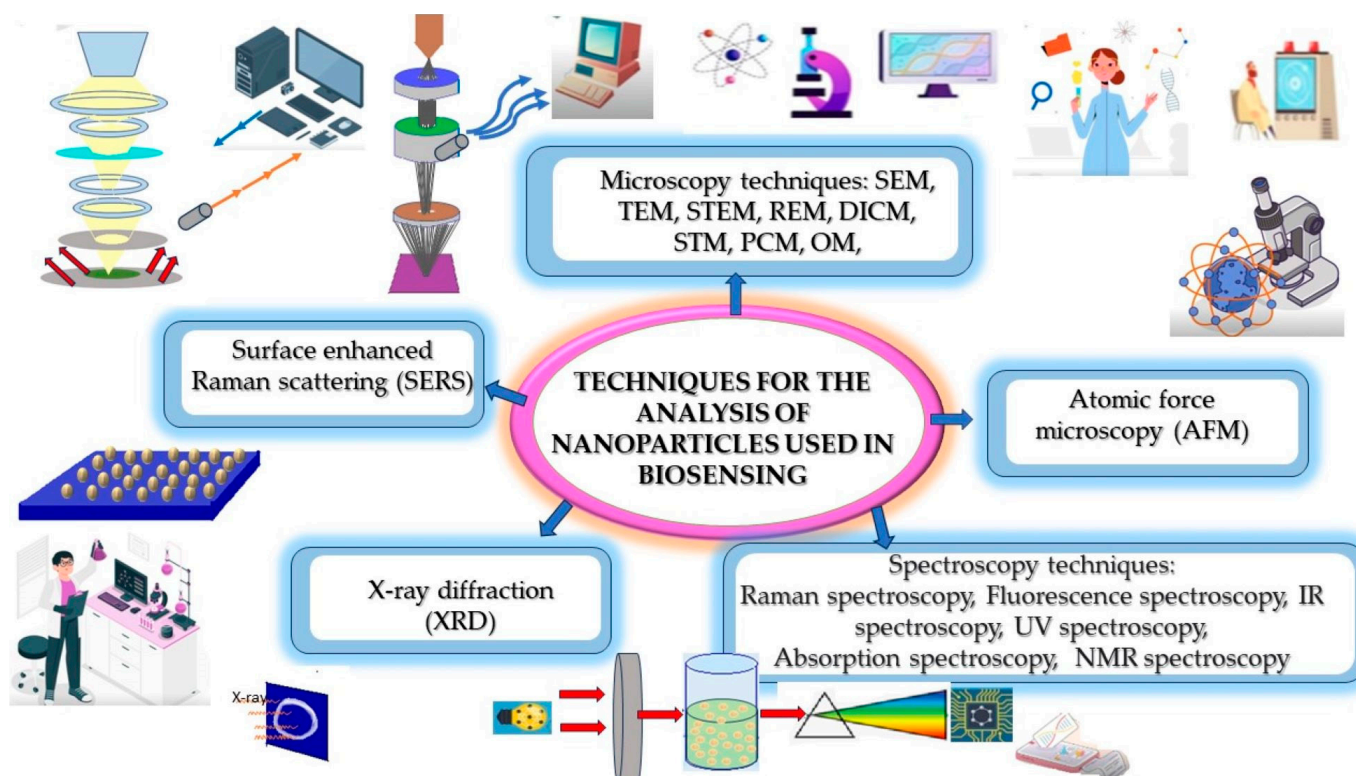 Microscopy techniques: SEM,
TEM, STEM, REM, DICM,
STM, PCM, OM,
Surface enhanced
Raman scattering (SERS)
TECHNIQUES FOR THE
ANALYSIS OF
NANOPARTICLES USED IN
BIOSENSING
Atomic force
microscopy (AFM)
X-ray diffraction
(XRD)
Spectroscopy techniques:
Raman spectroscopy, Fluorescence spectroscopy, IR
spectroscopy, UV spectroscopy,
Absorption spectroscopy, NMR spectroscopy
X-ray